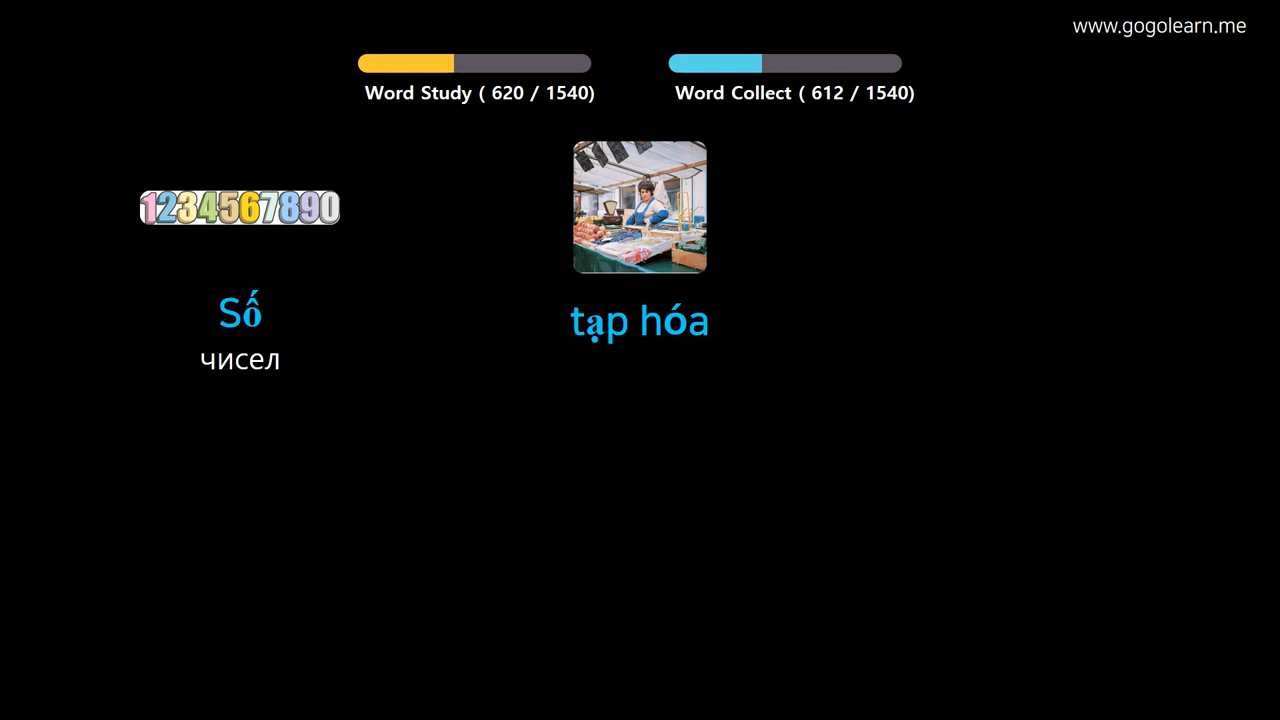 www.gogolearn.me
Word Study ( 620 / 1540)
Word Collect ( 612 / 1540)
1234567890
Số
tạp hóa
чисел